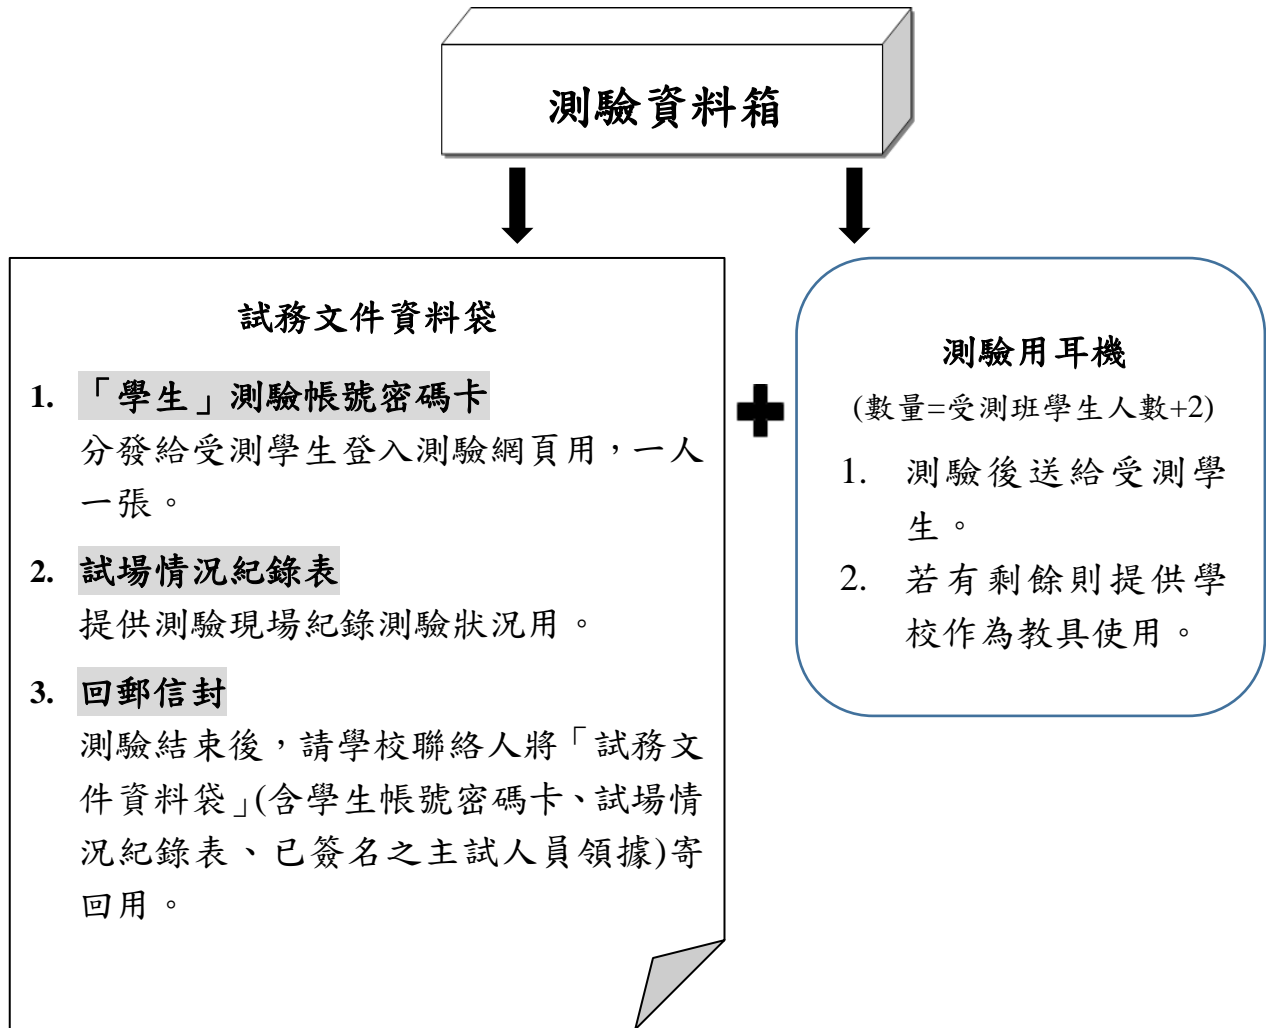 測驗資料箱
試務文件資料袋
1. 「學生」測驗帳號密碼卡
分發給受測學生登入測驗網頁用，一人
一張。
2. 試場情況紀錄表
提供測驗現場紀錄測驗狀況用。
3. 回郵信封
測驗結束後，請學校聯絡人將「試務文
件資料袋」(含學生帳號密碼卡、試場情
況紀錄表、已簽名之主試人員領據)寄
回用。
測驗用耳機
(數量=受測班學生人數+2)
1. 測驗後送給受測學
生。
2. 若有剩餘則提供學
校作為教具使用。